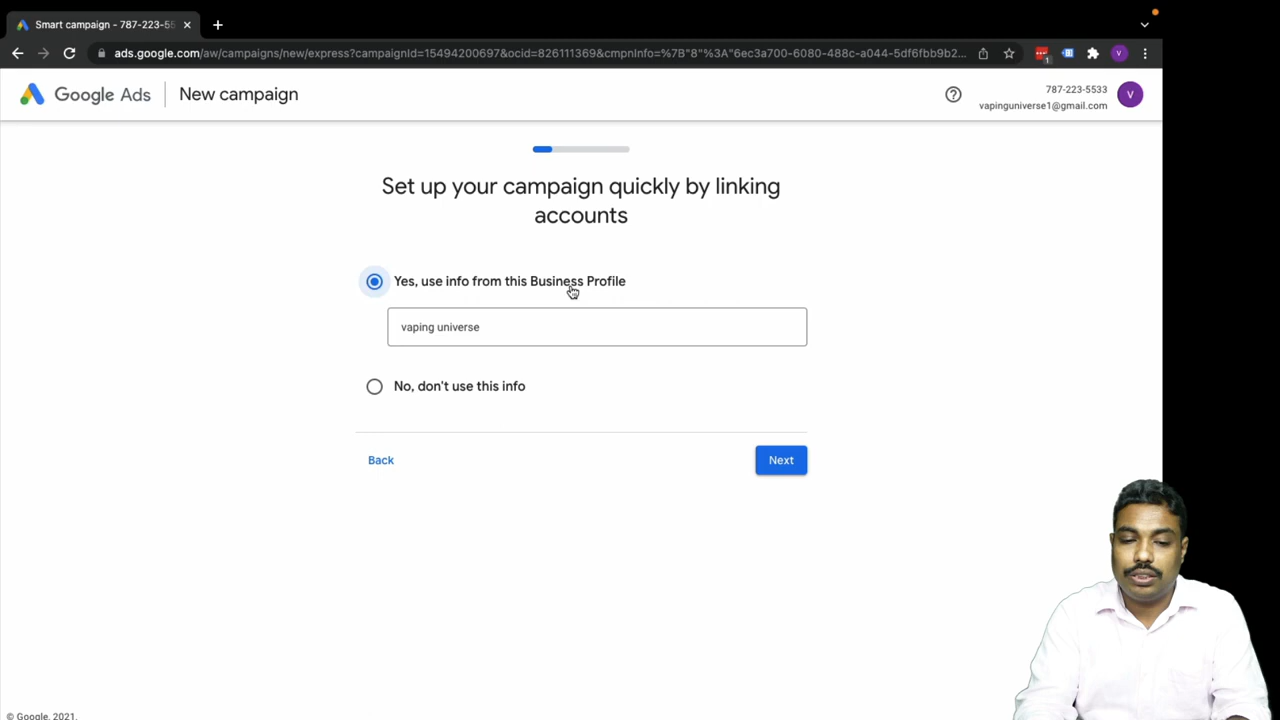 Smart campaign - 787-223-55
ads.google.com/aw/campaigns/new/express?campaignId=15494200697&ocid=826111369&cmpnInfo=%7B"8"%3A"6ec3a700-6080-488c-a044-5df6fbb9b2...
1
V
Google Ads
New campaign
787-223-5533
vapinguniverse1@gmail.com
V
Set up your campaign quickly by linking
accounts
Yes, use info from this Business Profile
vaping universe
No, don't use this info
Back
Next
© Google, 2021.